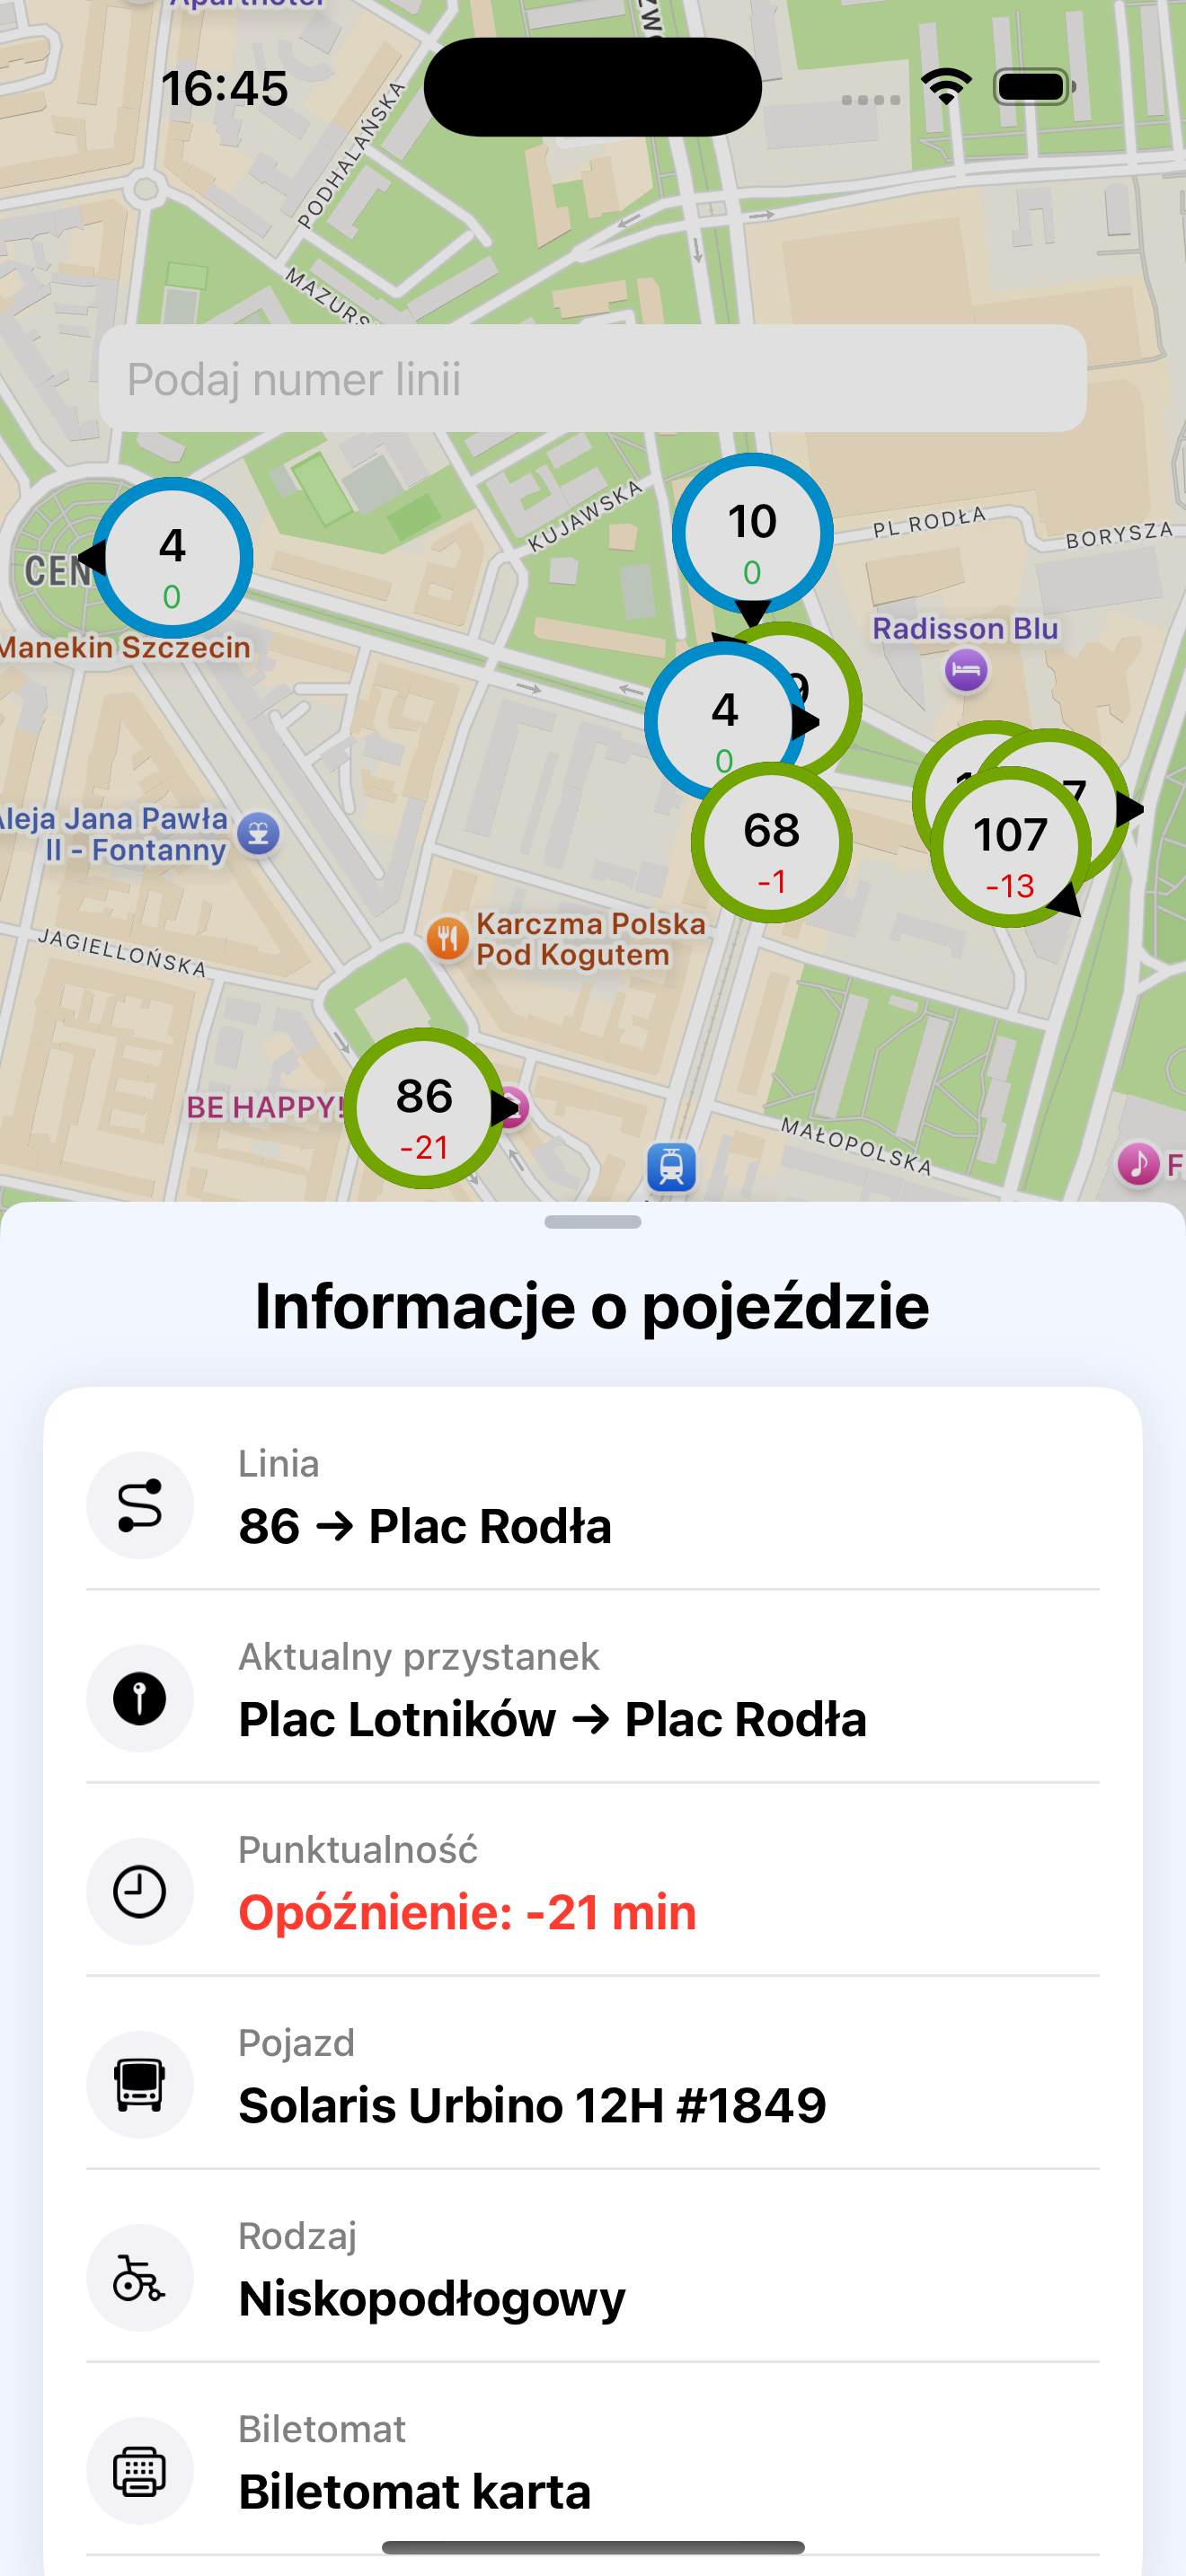 Aparthotel
16:45
PODHALAŃSKA
Podaj numer linii
KUJAWSKA
PL RODŁA
BORYSZA
10
0
4
0
Manekin Szczecin
Radisson Blu
4
0
68
-1
107
-13
Aleja Jana Pawła
II - Fontanny
Karczma Polska
Pod Kogutem
JAGIELLOŃSKA
BE HAPPY!
86
-21
MAŁOPOLSKA
Informacje o pojeździe
Linia
86 → Plac Rodła
Aktualny przystanek
Plac Lotników → Plac Rodła
Punktualność
Opóźnienie: -21 min
Pojazd
Solaris Urbino 12H #1849
Rodzaj
Niskopodłogowy
Biletomat
Biletomat karta